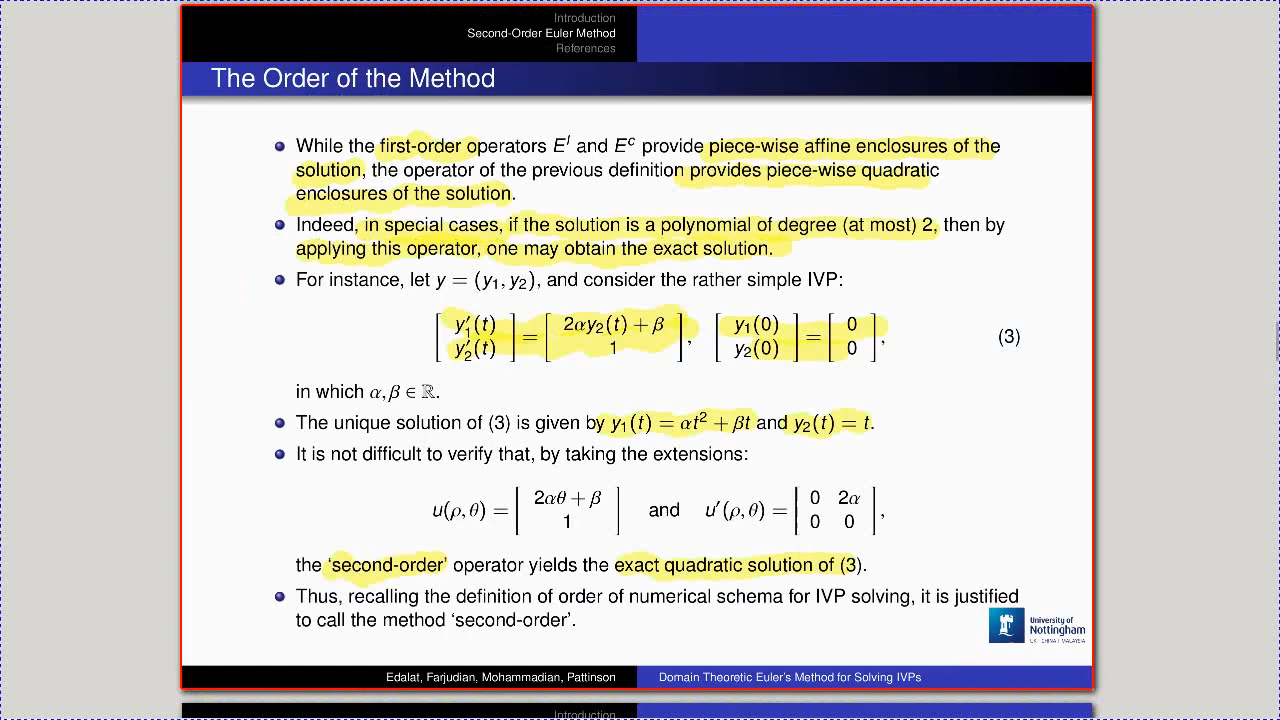 Introduction
Second-Order Euler Method
References
The Order of the Method
While the first-order operators Eˡ and Eᶜ provide piece-wise affine enclosures of the
solution, the operator of the previous definition provides piece-wise quadratic
enclosures of the solution.
Indeed, in special cases, if the solution is a polynomial of degree (at most) 2, then by
applying this operator, one may obtain the exact solution.
For instance, let y = (y₁, y₂), and consider the rather simple IVP:
[ y₁′(t) ] = [ 2αy₂(t) + β ], [ y₁(0) ] = [ 0 ], (3)
[ y₂′(t) ] [ 1 ] [ y₂(0) ] [ 0 ]
in which α, β ∈ ℝ.
The unique solution of (3) is given by y₁(t) = αt² + βt and y₂(t) = t.
It is not difficult to verify that, by taking the extensions:
u(ρ, θ) = [ 2αθ + β ] and u′(ρ, θ) = [ 0 2α ],
[ 1 ] [ 0 0 ]
the ‘second-order’ operator yields the exact quadratic solution of (3).
Thus, recalling the definition of order of numerical schema for IVP solving, it is justified
to call the method ‘second-order’.
University of
Nottingham
UK | CHINA | MALAYSIA
Edalat, Farjudian, Mohammadian, Pattinson Domain Theoretic Euler's Method for Solving IVPs
Introduction